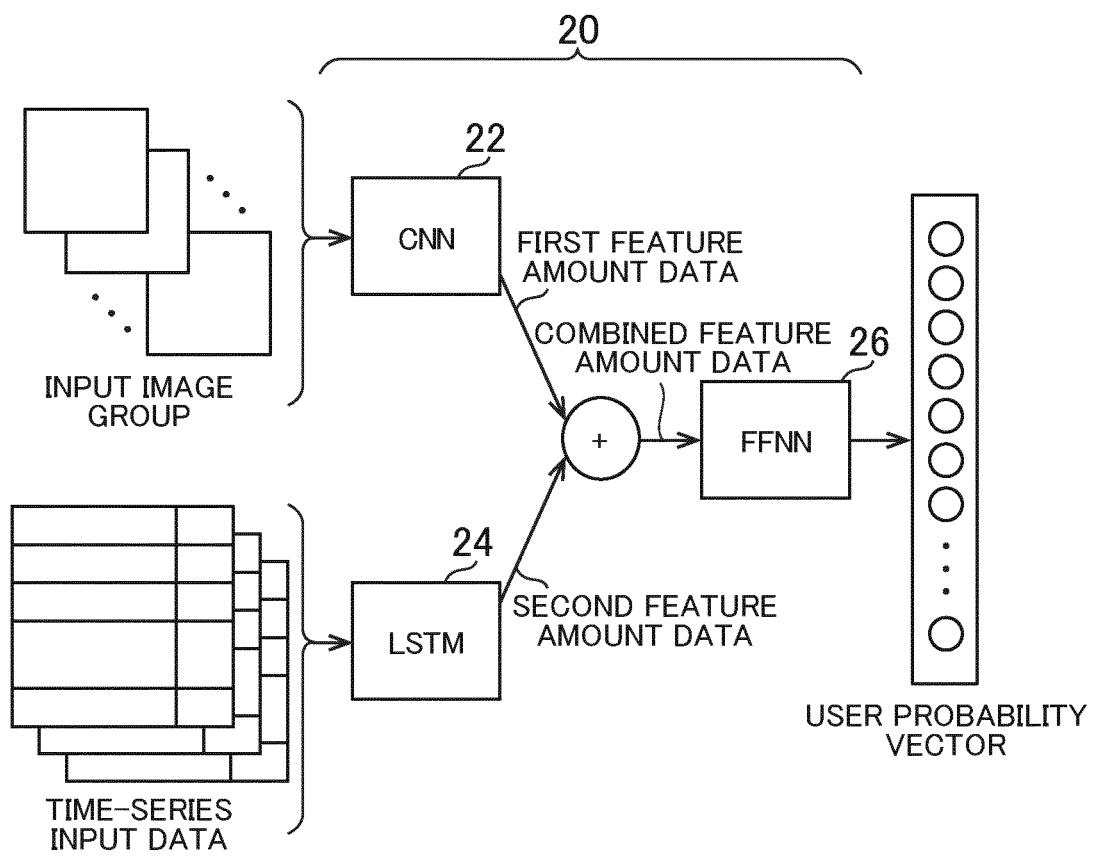 20
22
CNN
FIRST FEATURE
AMOUNT DATA
INPUT IMAGE
GROUP
COMBINED FEATURE
AMOUNT DATA
26
+
FFNN
24
LSTM
SECOND FEATURE
AMOUNT DATA
USER PROBABILITY
VECTOR
TIME-SERIES
INPUT DATA